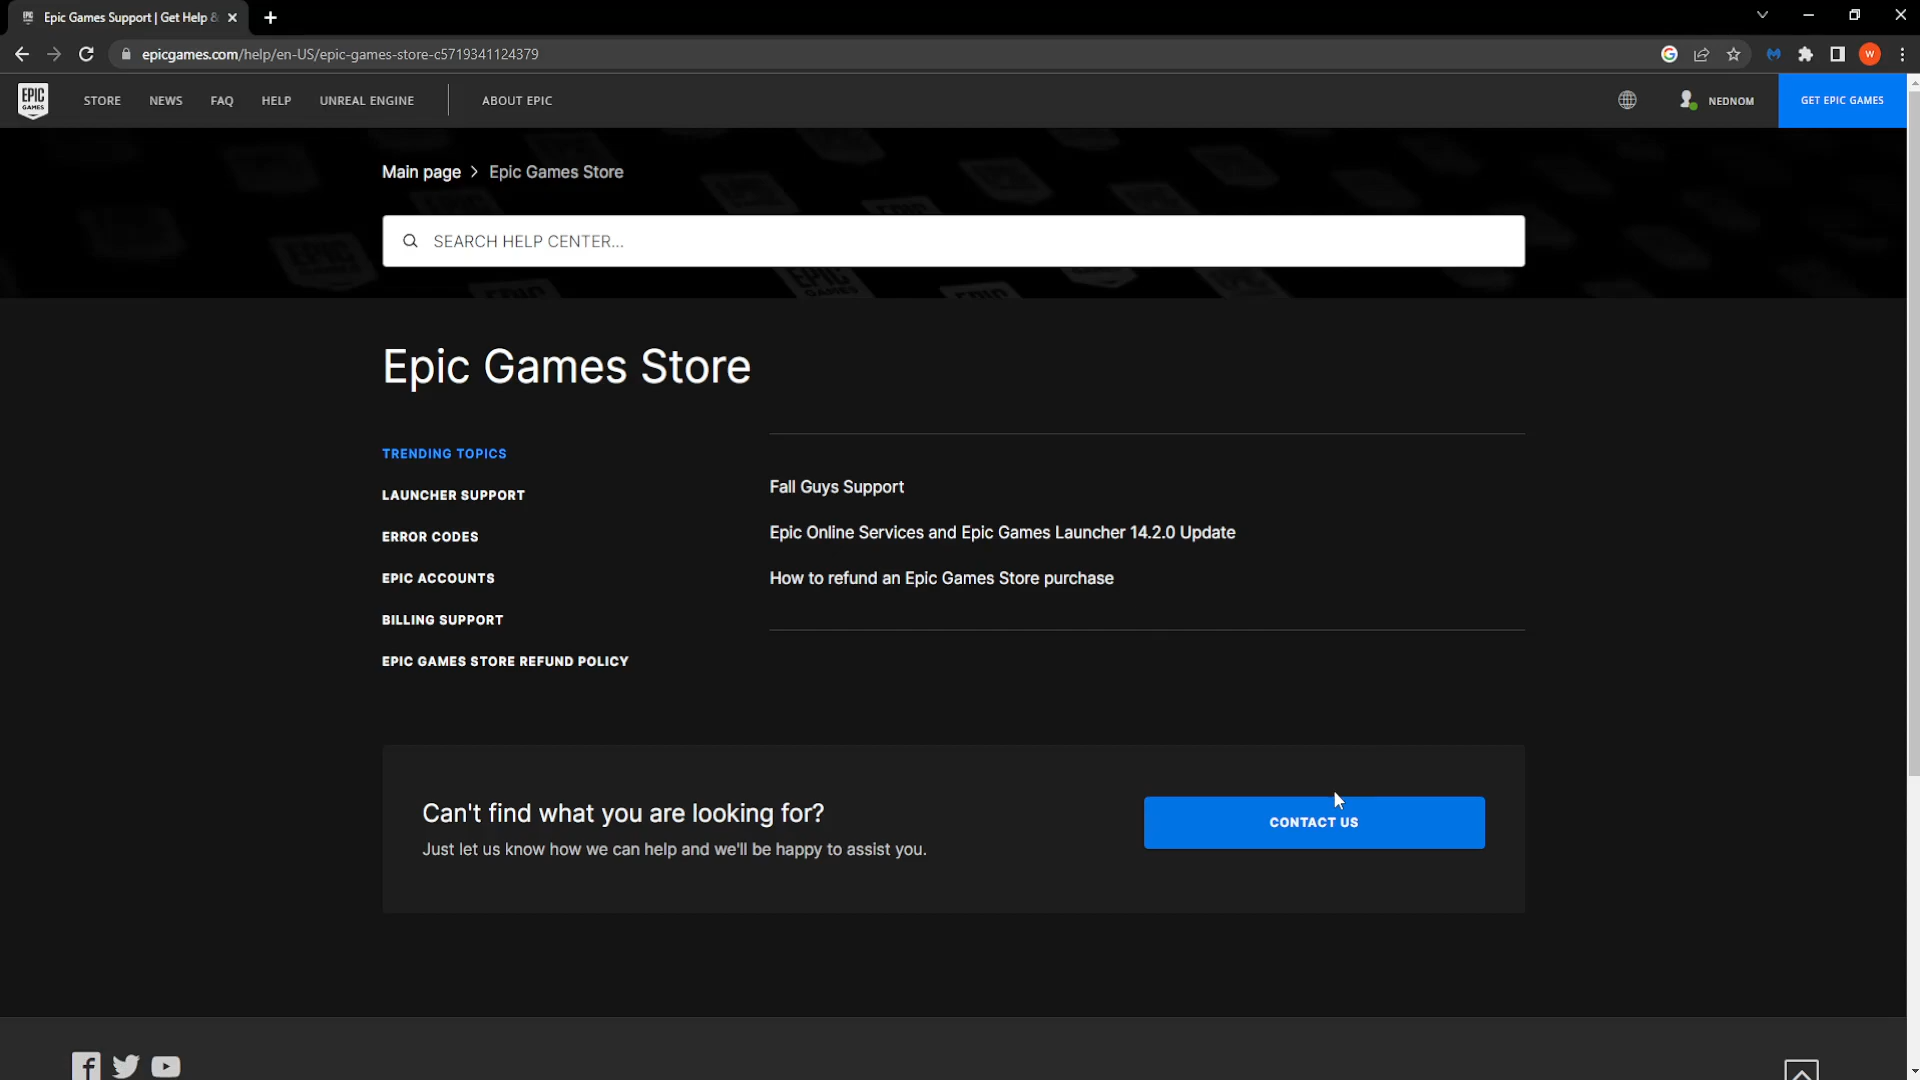 Epic Games Support | Get Help &
epicgames.com/help/en-US/epic-games-store-c5719341124379
W
EPIC GAMES
STORE
NEWS
FAQ
HELP
UNREAL ENGINE
ABOUT EPIC
NEDNOM
GET EPIC GAMES
Main page > Epic Games Store
SEARCH HELP CENTER...
Epic Games Store
TRENDING TOPICS
LAUNCHER SUPPORT
ERROR CODES
EPIC ACCOUNTS
BILLING SUPPORT
EPIC GAMES STORE REFUND POLICY
Fall Guys Support
Epic Online Services and Epic Games Launcher 14.2.0 Update
How to refund an Epic Games Store purchase
Can't find what you are looking for?
Just let us know how we can help and we'll be happy to assist you.
CONTACT US